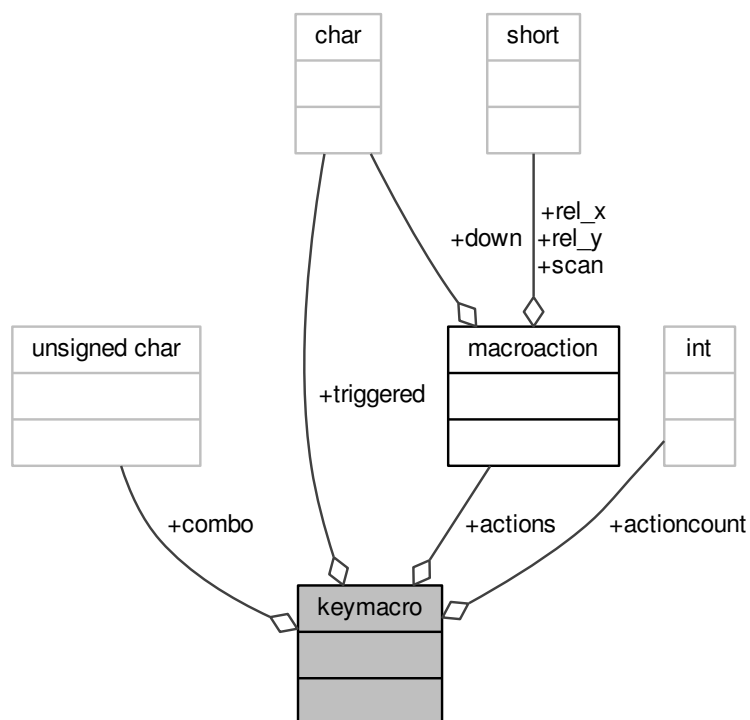 char
short
+rel_x
+down +rel_y
+scan
unsigned char
macroaction
int
+triggered
+combo
+actions
+actioncount
keymacro